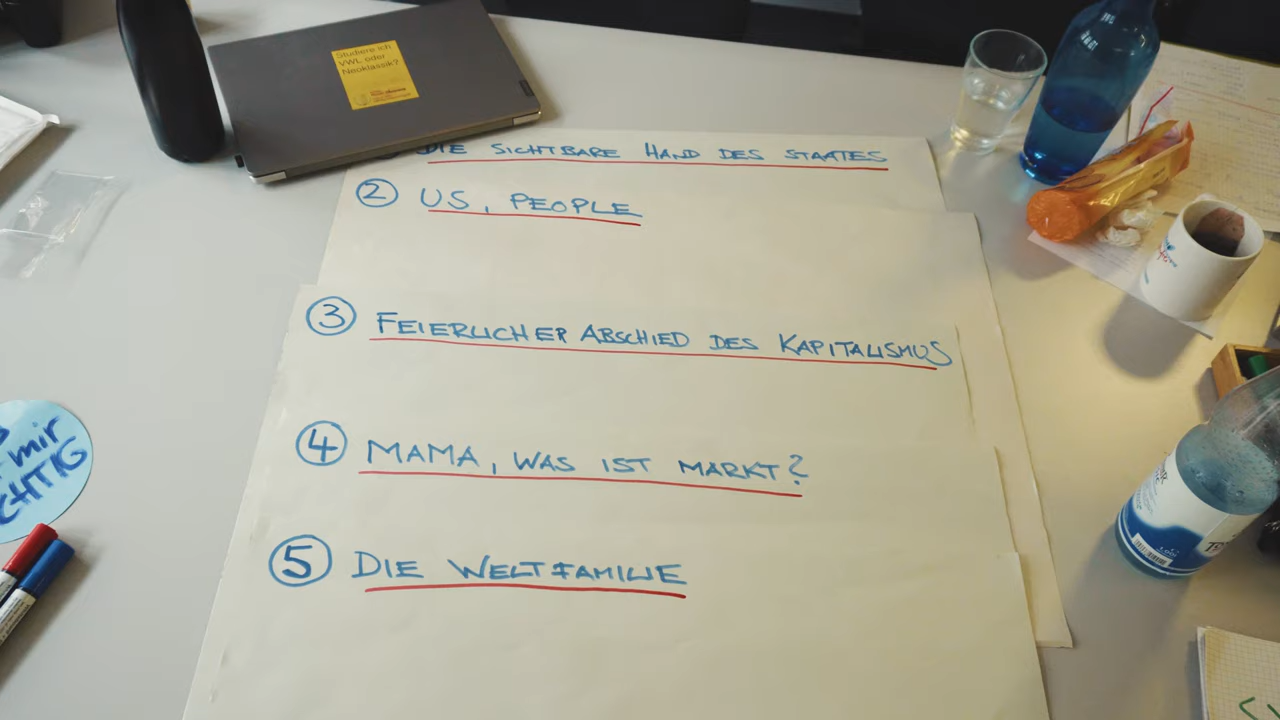 Studiere ich
VWL oder
Neoklassik?
DIE SICHTBARE HAND DES STAATES
② US, PEOPLE
③ FEIERLICHER ABSCHIED DES KAPITALISMUS
④ MAMA, WAS IST MARKT?
⑤ DIE WELTFAMILIE
mir